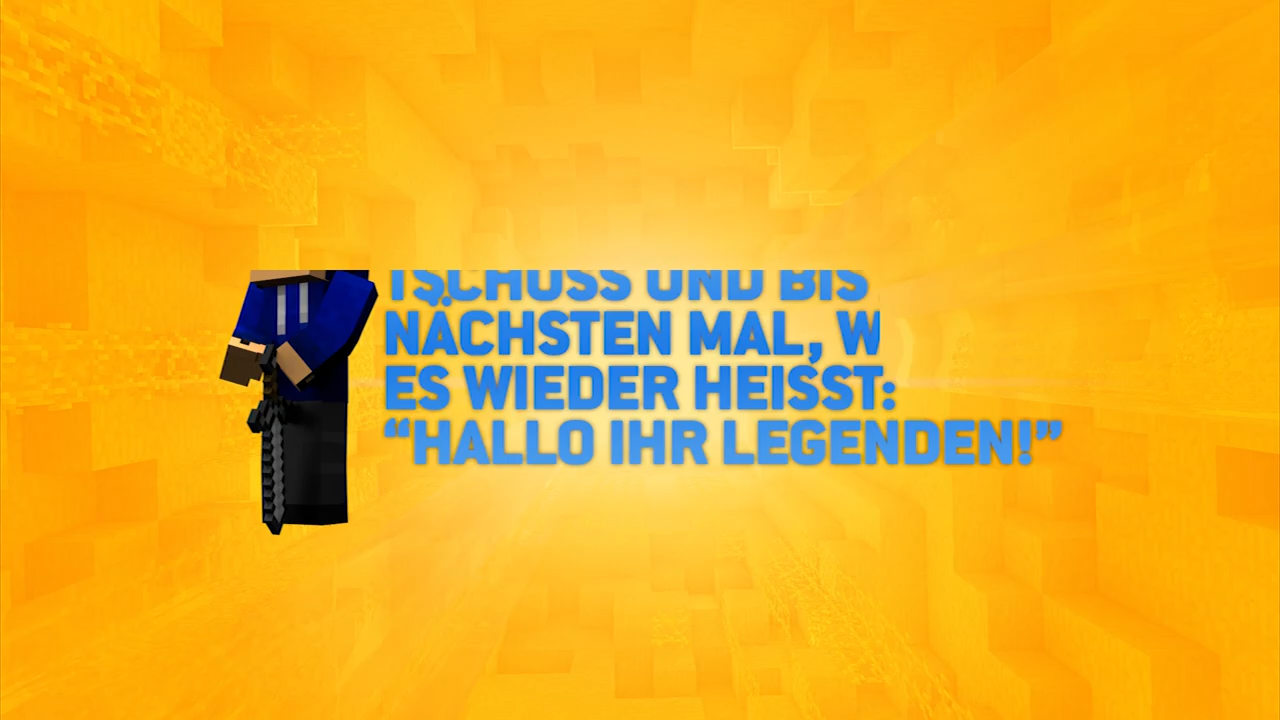 TSCHÜSS UND BIS
NÄCHSTEN MAL, W
ES WIEDER HEISST:
“HALLO IHR LEGENDEN!”